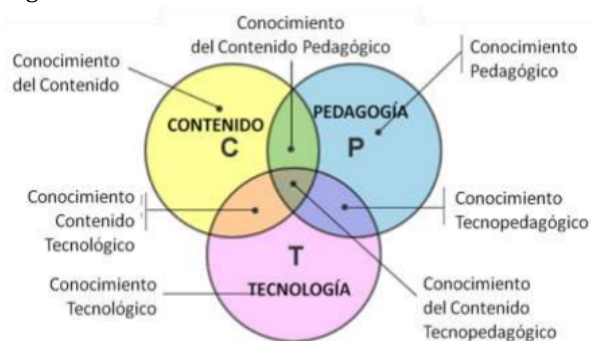 Conocimiento
del Contenido Pedagógico
Conocimiento
del Contenido
Conocimiento
Pedagógico
CONTENIDO
C
PEDAGOGÍA
P
Conocimiento
Contenido
Tecnológico
Conocimiento
Tecnopedagógico
T
TECNOLOGÍA
Conocimiento
Tecnológico
Conocimiento
del Contenido
Tecnopedagógico